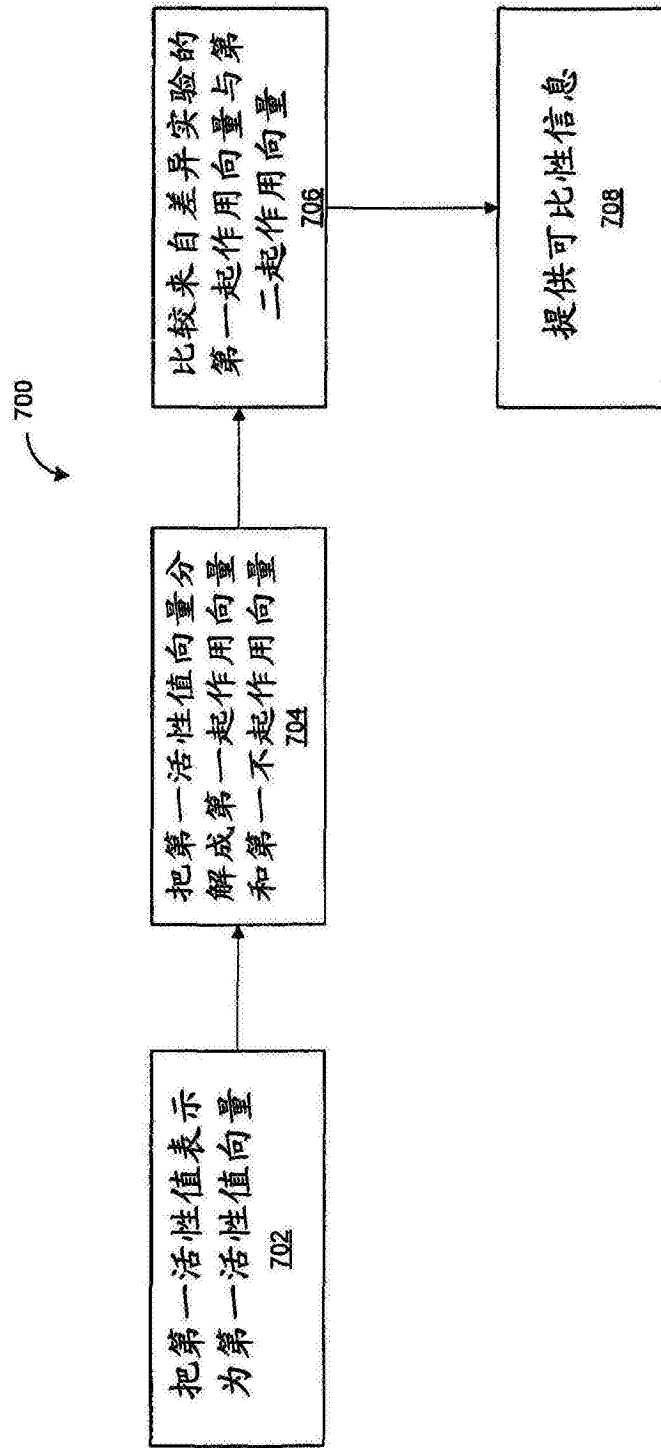 700
把第一活性值表示
为第一活性值向量
702
把第一活性值向量分
解成第一起作用向量
和第一不起作用向量
704
比较来自差异实验的
第一起作用向量与第
二起作用向量
706
提供可比性信息
708